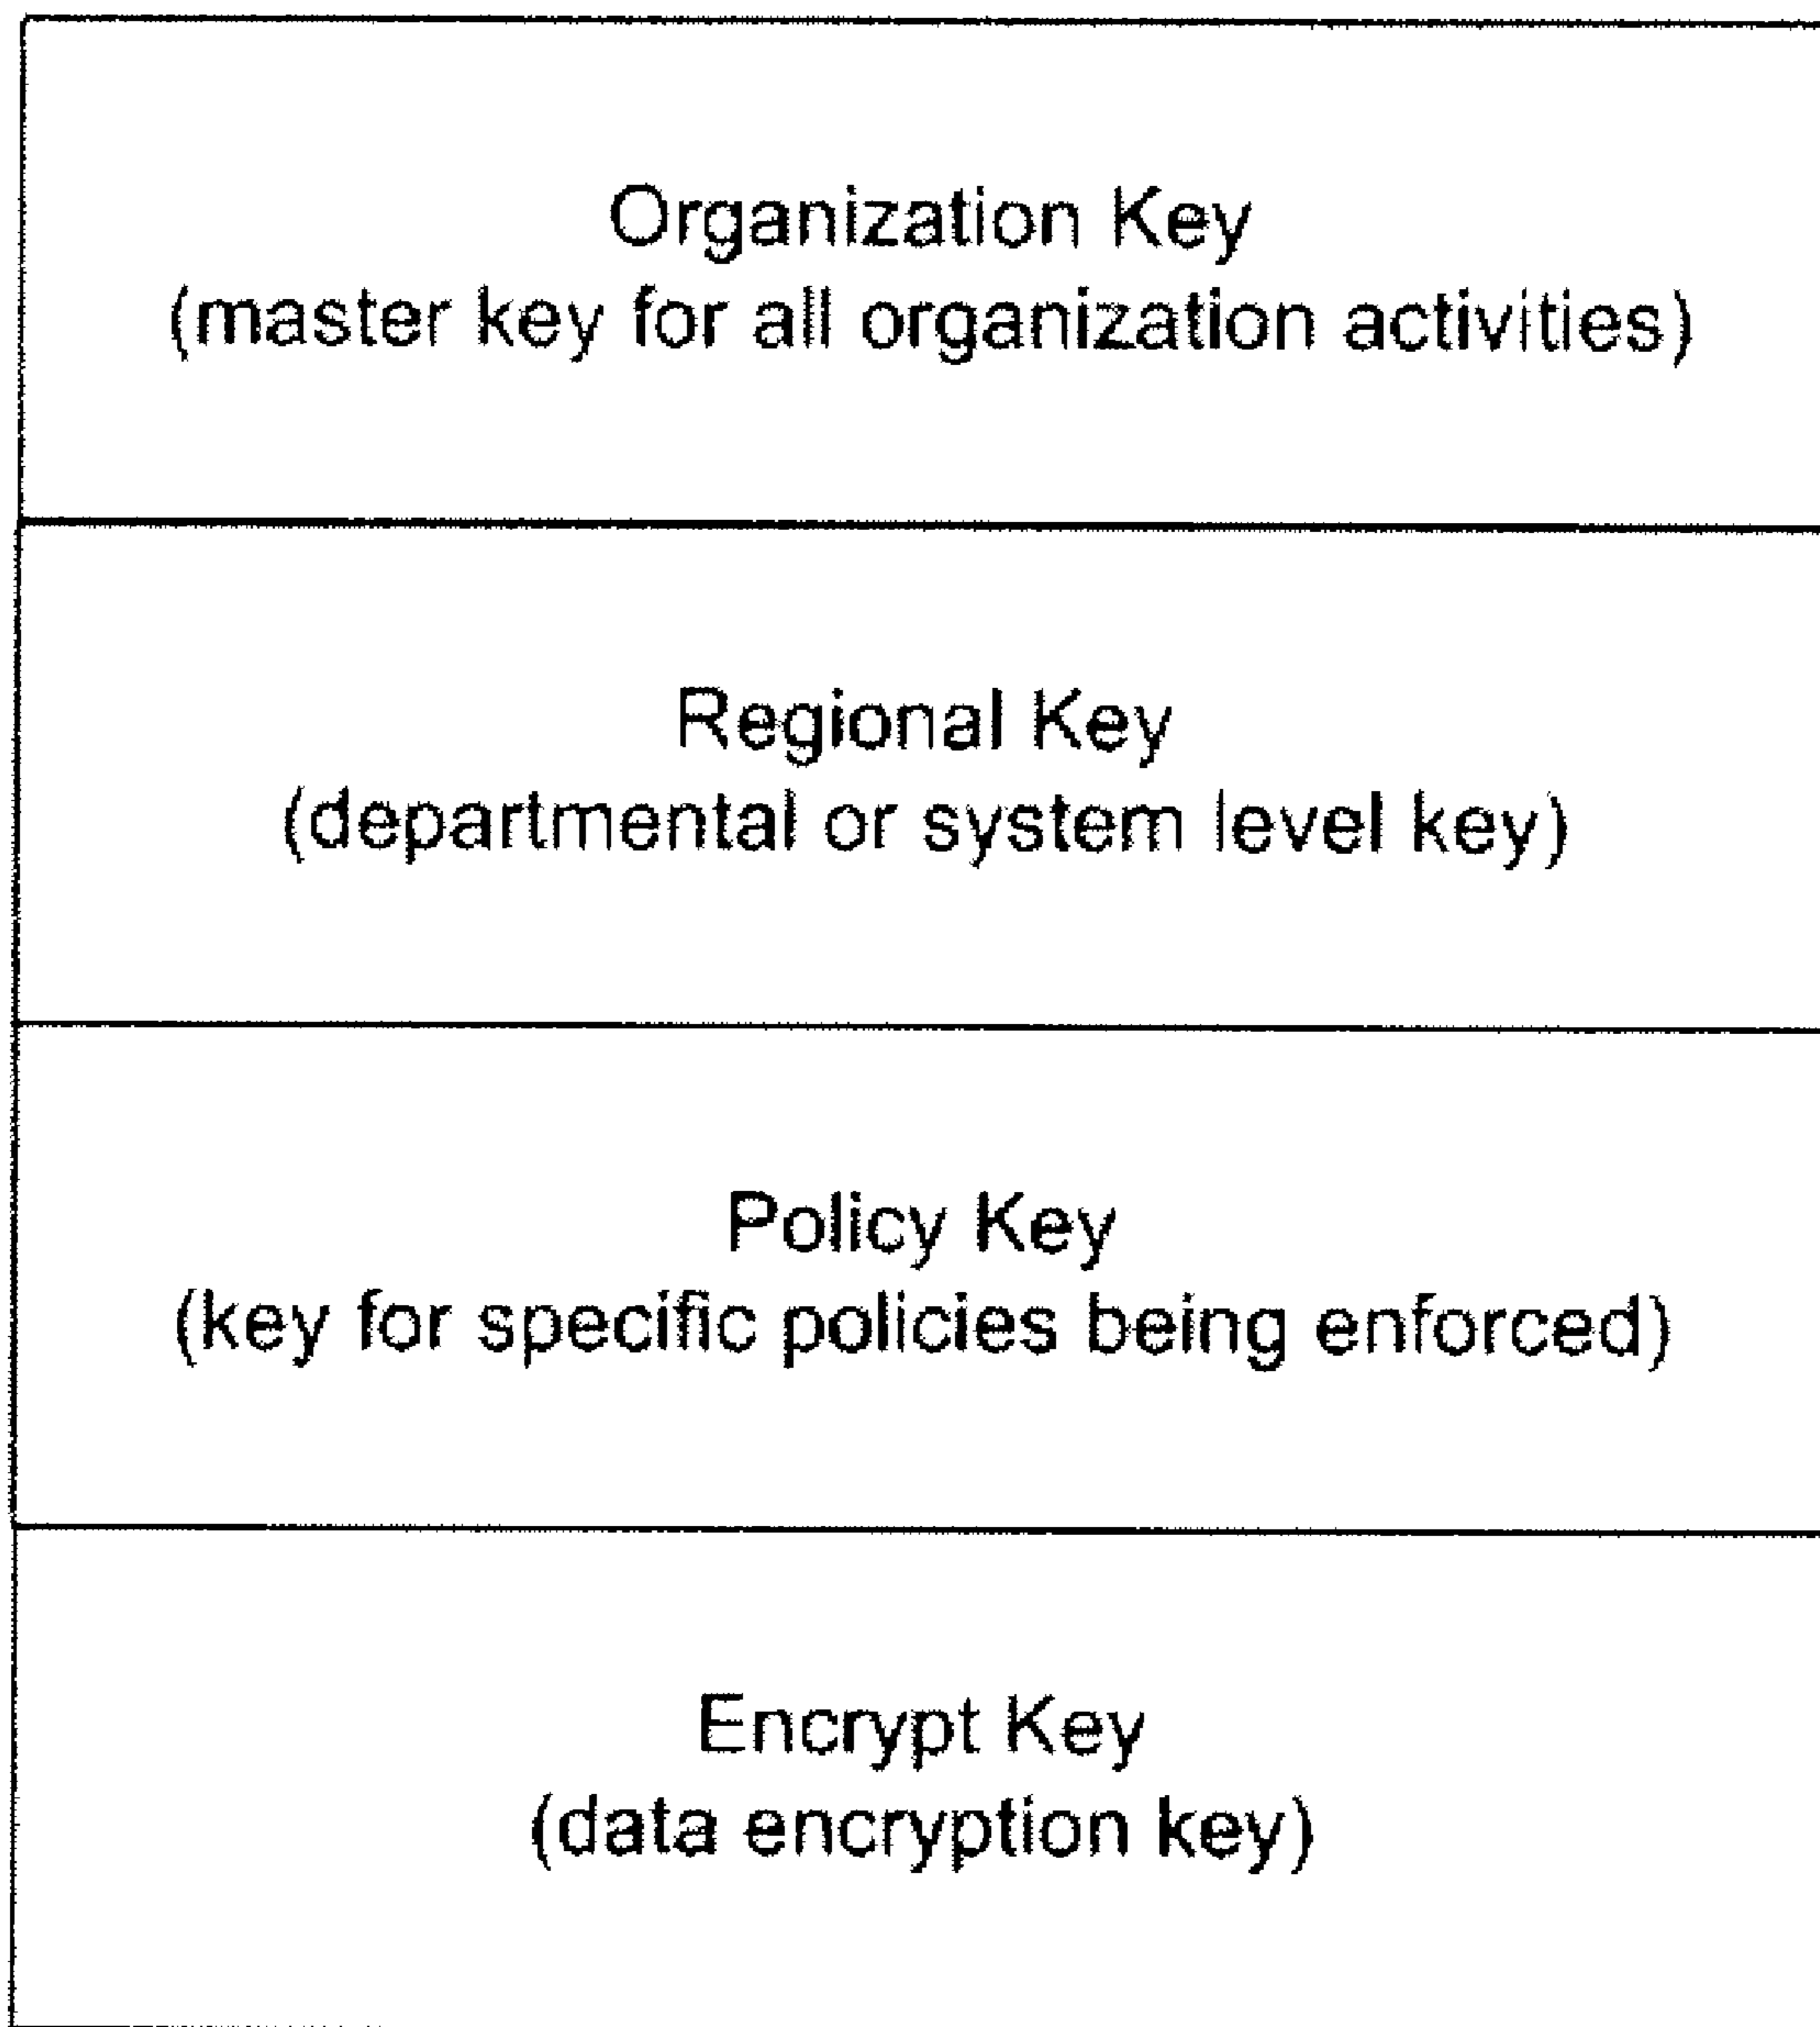 Organization Key
(master key for all organization activities)
Regional Key
(departmental or system level key)
Policy Key
(key for specific policies being enforced)
Encrypt Key
(data encryption key)